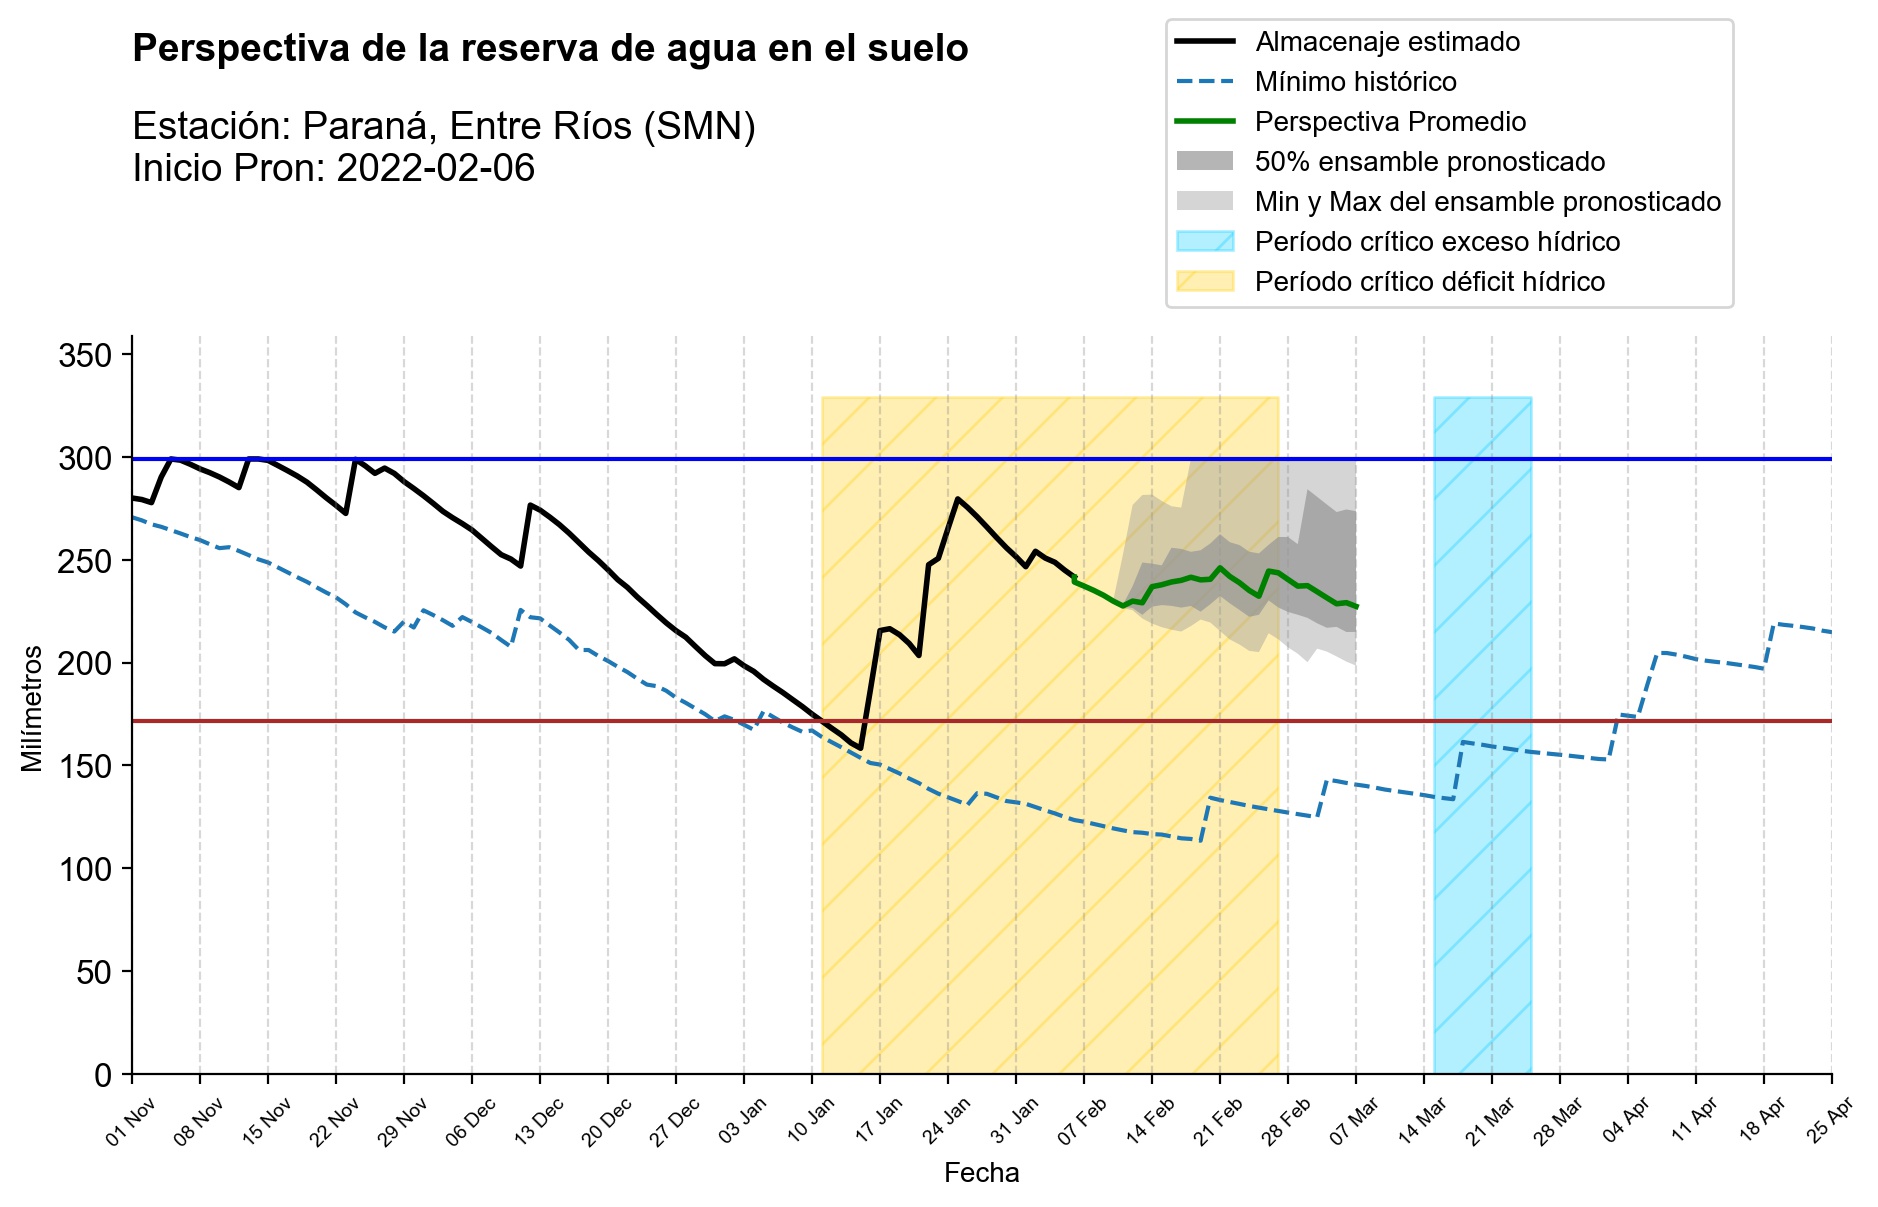 Perspectiva de la reserva de agua en el suelo
Estación: Paraná, Entre Ríos (SMN)
Inicio Pron: 2022-02-06
Almacenaje estimado
Mínimo histórico
Perspectiva Promedio
50% ensamble pronosticado
Min y Max del ensamble pronosticado
Período crítico exceso hídrico
Período crítico déficit hídrico
Milímetros
350
300
250
200
150
100
50
0
01 Nov
08 Nov
15 Nov
22 Nov
29 Nov
06 Dec
13 Dec
20 Dec
27 Dec
03 Jan
10 Jan
17 Jan
24 Jan
31 Jan
07 Feb
14 Feb
21 Feb
28 Feb
07 Mar
14 Mar
21 Mar
28 Mar
04 Apr
11 Apr
18 Apr
25 Apr
Fecha